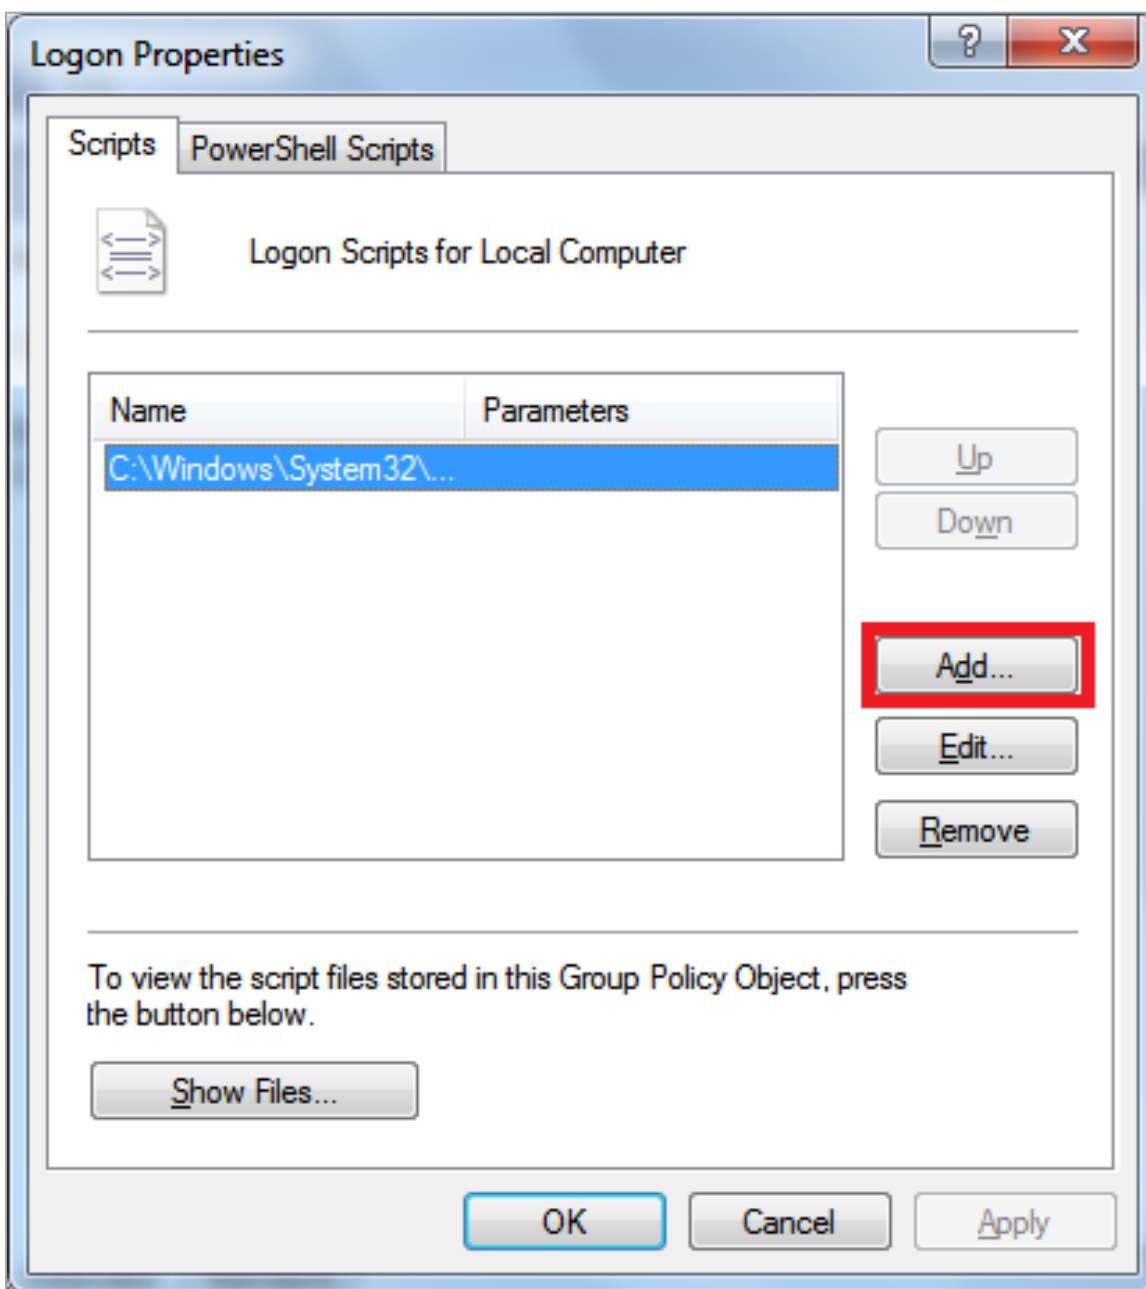 Logon Properties
Scripts
PowerShell Scripts
Logon Scripts for Local Computer
Name
Parameters
C:\Windows\System32\...
Up
Down
Add...
Edit...
Remove
To view the script files stored in this Group Policy Object, press
the button below.
Show Files...
OK
Cancel
Apply